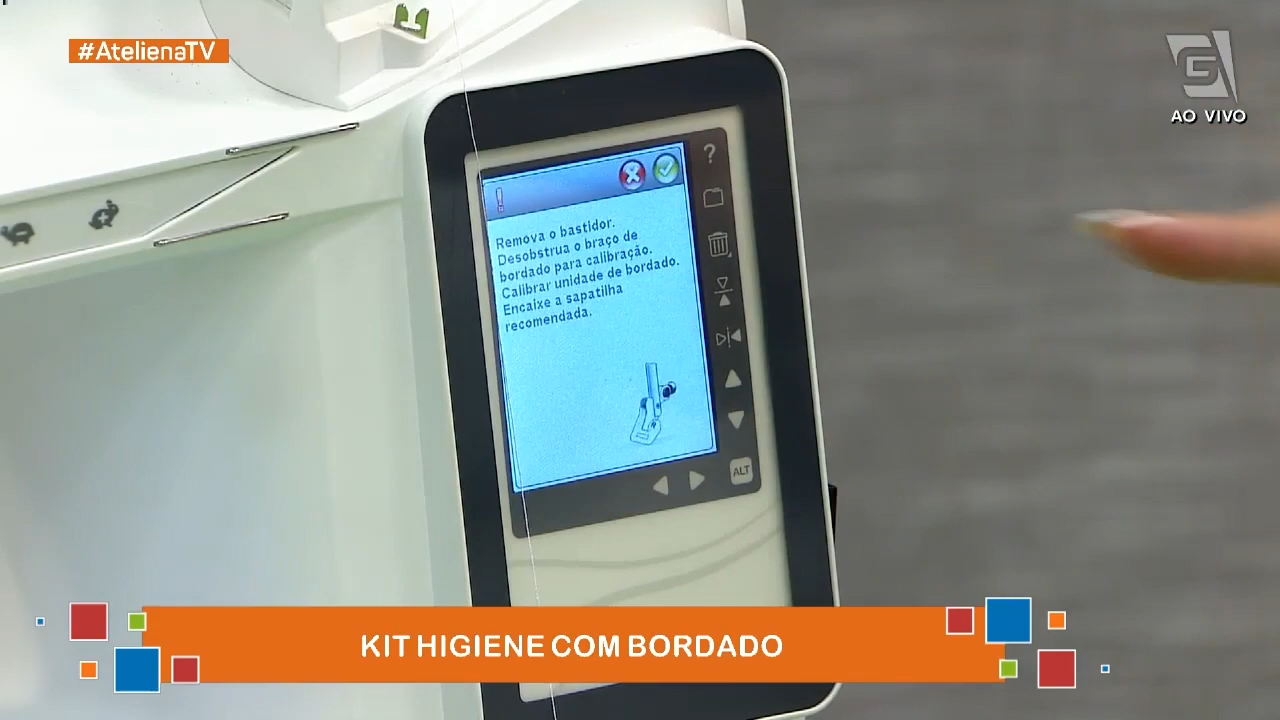 #AtelienaTV
AO VIVO
?
Remova o bastidor.
Desobstrua o braço de
bordado para calibração.
Calibrar unidade de bordado.
Encaixe a sapatilha
recomendada.
ALT
KIT HIGIENE COM BORDADO